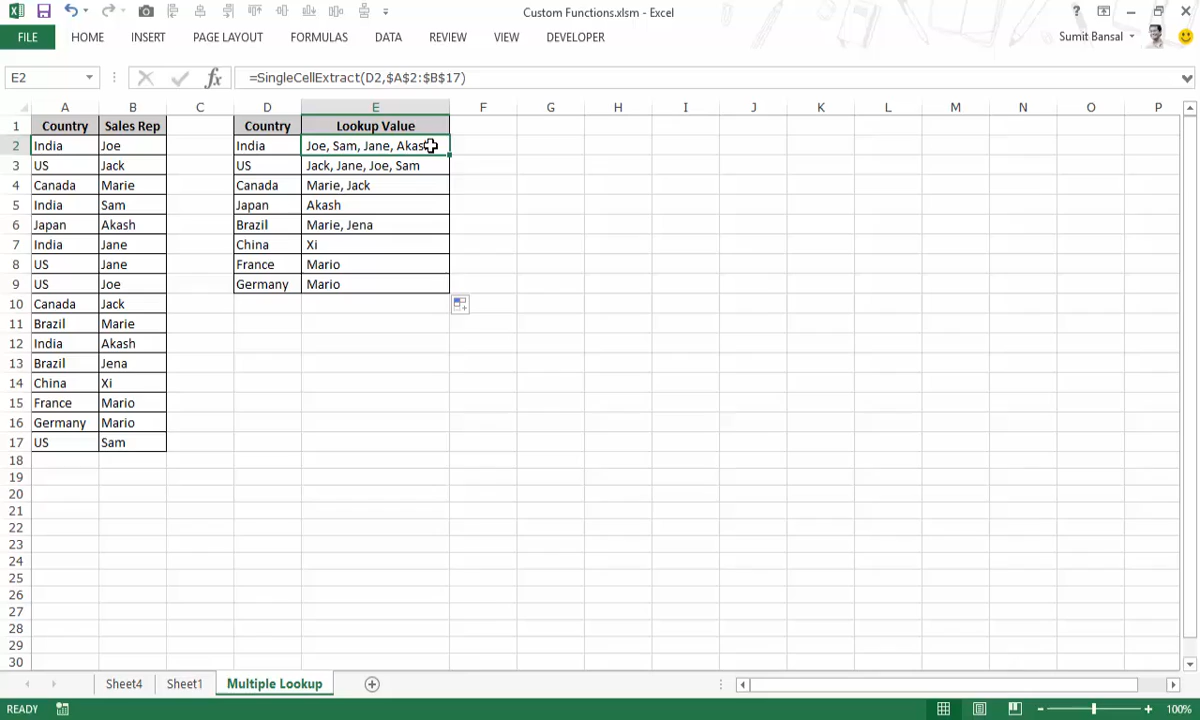 Custom Functions.xlsm - Excel
FILE HOME INSERT PAGE LAYOUT FORMULAS DATA REVIEW VIEW DEVELOPER Sumit Bansal
E2 fx =SingleCellExtract(D2,$A$2:$B$17)
A B C D E F G H I J K L M N O P
1 Country Sales Rep Country Lookup Value
2 India Joe India Joe, Sam, Jane, Akas
3 US Jack US Jack, Jane, Joe, Sam
4 Canada Marie Canada Marie, Jack
5 India Sam Japan Akash
6 Japan Akash Brazil Marie, Jena
7 India Jane China Xi
8 US Jane France Mario
9 US Joe Germany Mario
10 Canada Jack
11 Brazil Marie
12 India Akash
13 Brazil Jena
14 China Xi
15 France Mario
16 Germany Mario
17 US Sam
18
19
20
21
22
23
24
25
26
27
28
29
30
Sheet4 Sheet1 Multiple Lookup
READY 100%